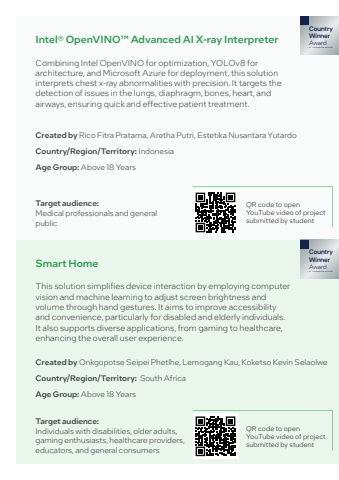 Country
Winner
Award
Intel® OpenVINO™ Advanced AI X-ray Interpreter
Combining Intel OpenVINO for optimization, YOLOv8 for
architecture, and Microsoft Azure for deployment, this solution
interprets chest x-ray abnormalities with precision. It targets the
detection of issues in the lungs, diaphragm, bones, heart, and
airways, ensuring quick and effective patient treatment.
Created by Rico Fitra Pratama, Aretha Putri, Estetika Nusantara Yutardo
Country/Region/Territory: Indonesia
Age Group: Above 18 Years
Target audience:
Medical professionals and general
public
QR code to open
YouTube video of project
submitted by student
Country
Winner
Award
Smart Home
This solution simplifies device interaction by employing computer
vision and machine learning to adjust screen brightness and
volume through hand gestures. It aims to improve accessibility
and convenience, particularly for disabled and elderly individuals.
It also supports diverse applications, from gaming to healthcare,
enhancing the overall user experience.
Created by Onkgopotse Seipei Phetlhe, Lemogang Kau, Koketso Kevin Selaolwe
Country/Region/Territory: South Africa
Age Group: Above 18 Years
Target audience:
Individuals with disabilities, older adults,
gaming enthusiasts, healthcare providers,
educators, and general consumers
QR code to open
YouTube video of project
submitted by student